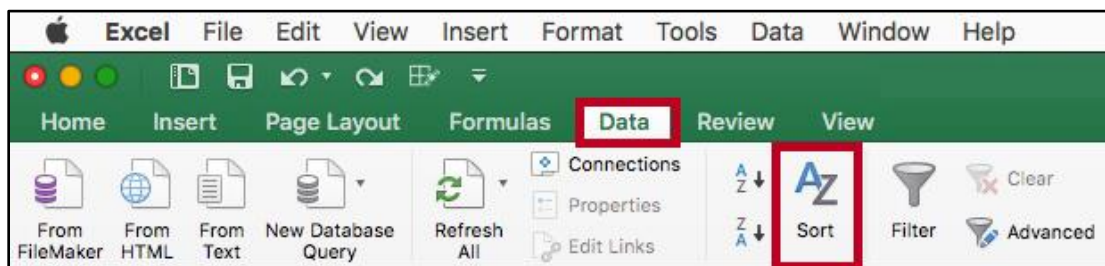 Excel File Edit View Insert Format Tools Data Window Help
Home Insert Page Layout Formulas Data Review View
From FileMaker
From HTML
From Text
New Database Query
Refresh All
Connections
Properties
Edit Links
A Z
Z A
AZ
Sort
Filter
Clear
Advanced